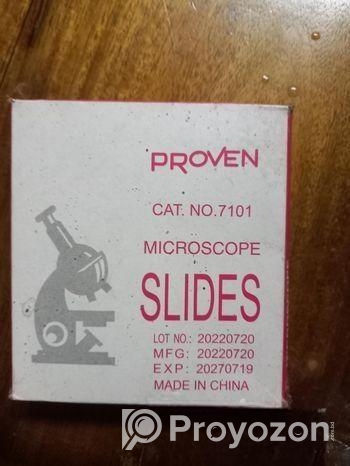 PROVEN
CAT. NO.7101
MICROSCOPE
SLIDES
LOT NO.: 20220720
MFG: 20220720
EXP: 20270719
MADE IN CHINA
Proyozon